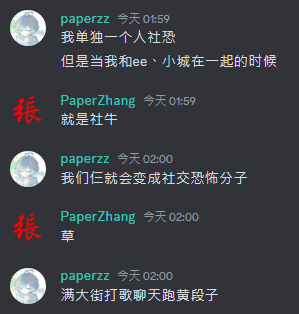 paperzz 今天 01:59
我单独一个人社恐
但是当我和ee、小城在一起的时候
張
PaperZhang 今天 01:59
就是社牛
paperzz 今天 02:00
我们仨就会变成社交恐怖分子
張
PaperZhang 今天 02:00
草
paperzz 今天 02:00
满大街打歌聊天跑黄段子